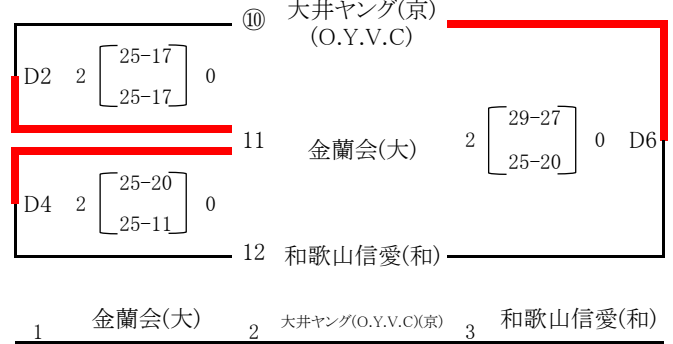 ⑩ 大井ヤング(京)
(O.Y.V.C)
D2 2 25-17 0
25-17
11 金蘭会(大)
2 29-27 0 D6
25-20
D4 2 25-20 0
25-11
12 和歌山信愛(和)
1 金蘭会(大) 2 大井ヤング(O.Y.V.C)(京) 3 和歌山信愛(和)